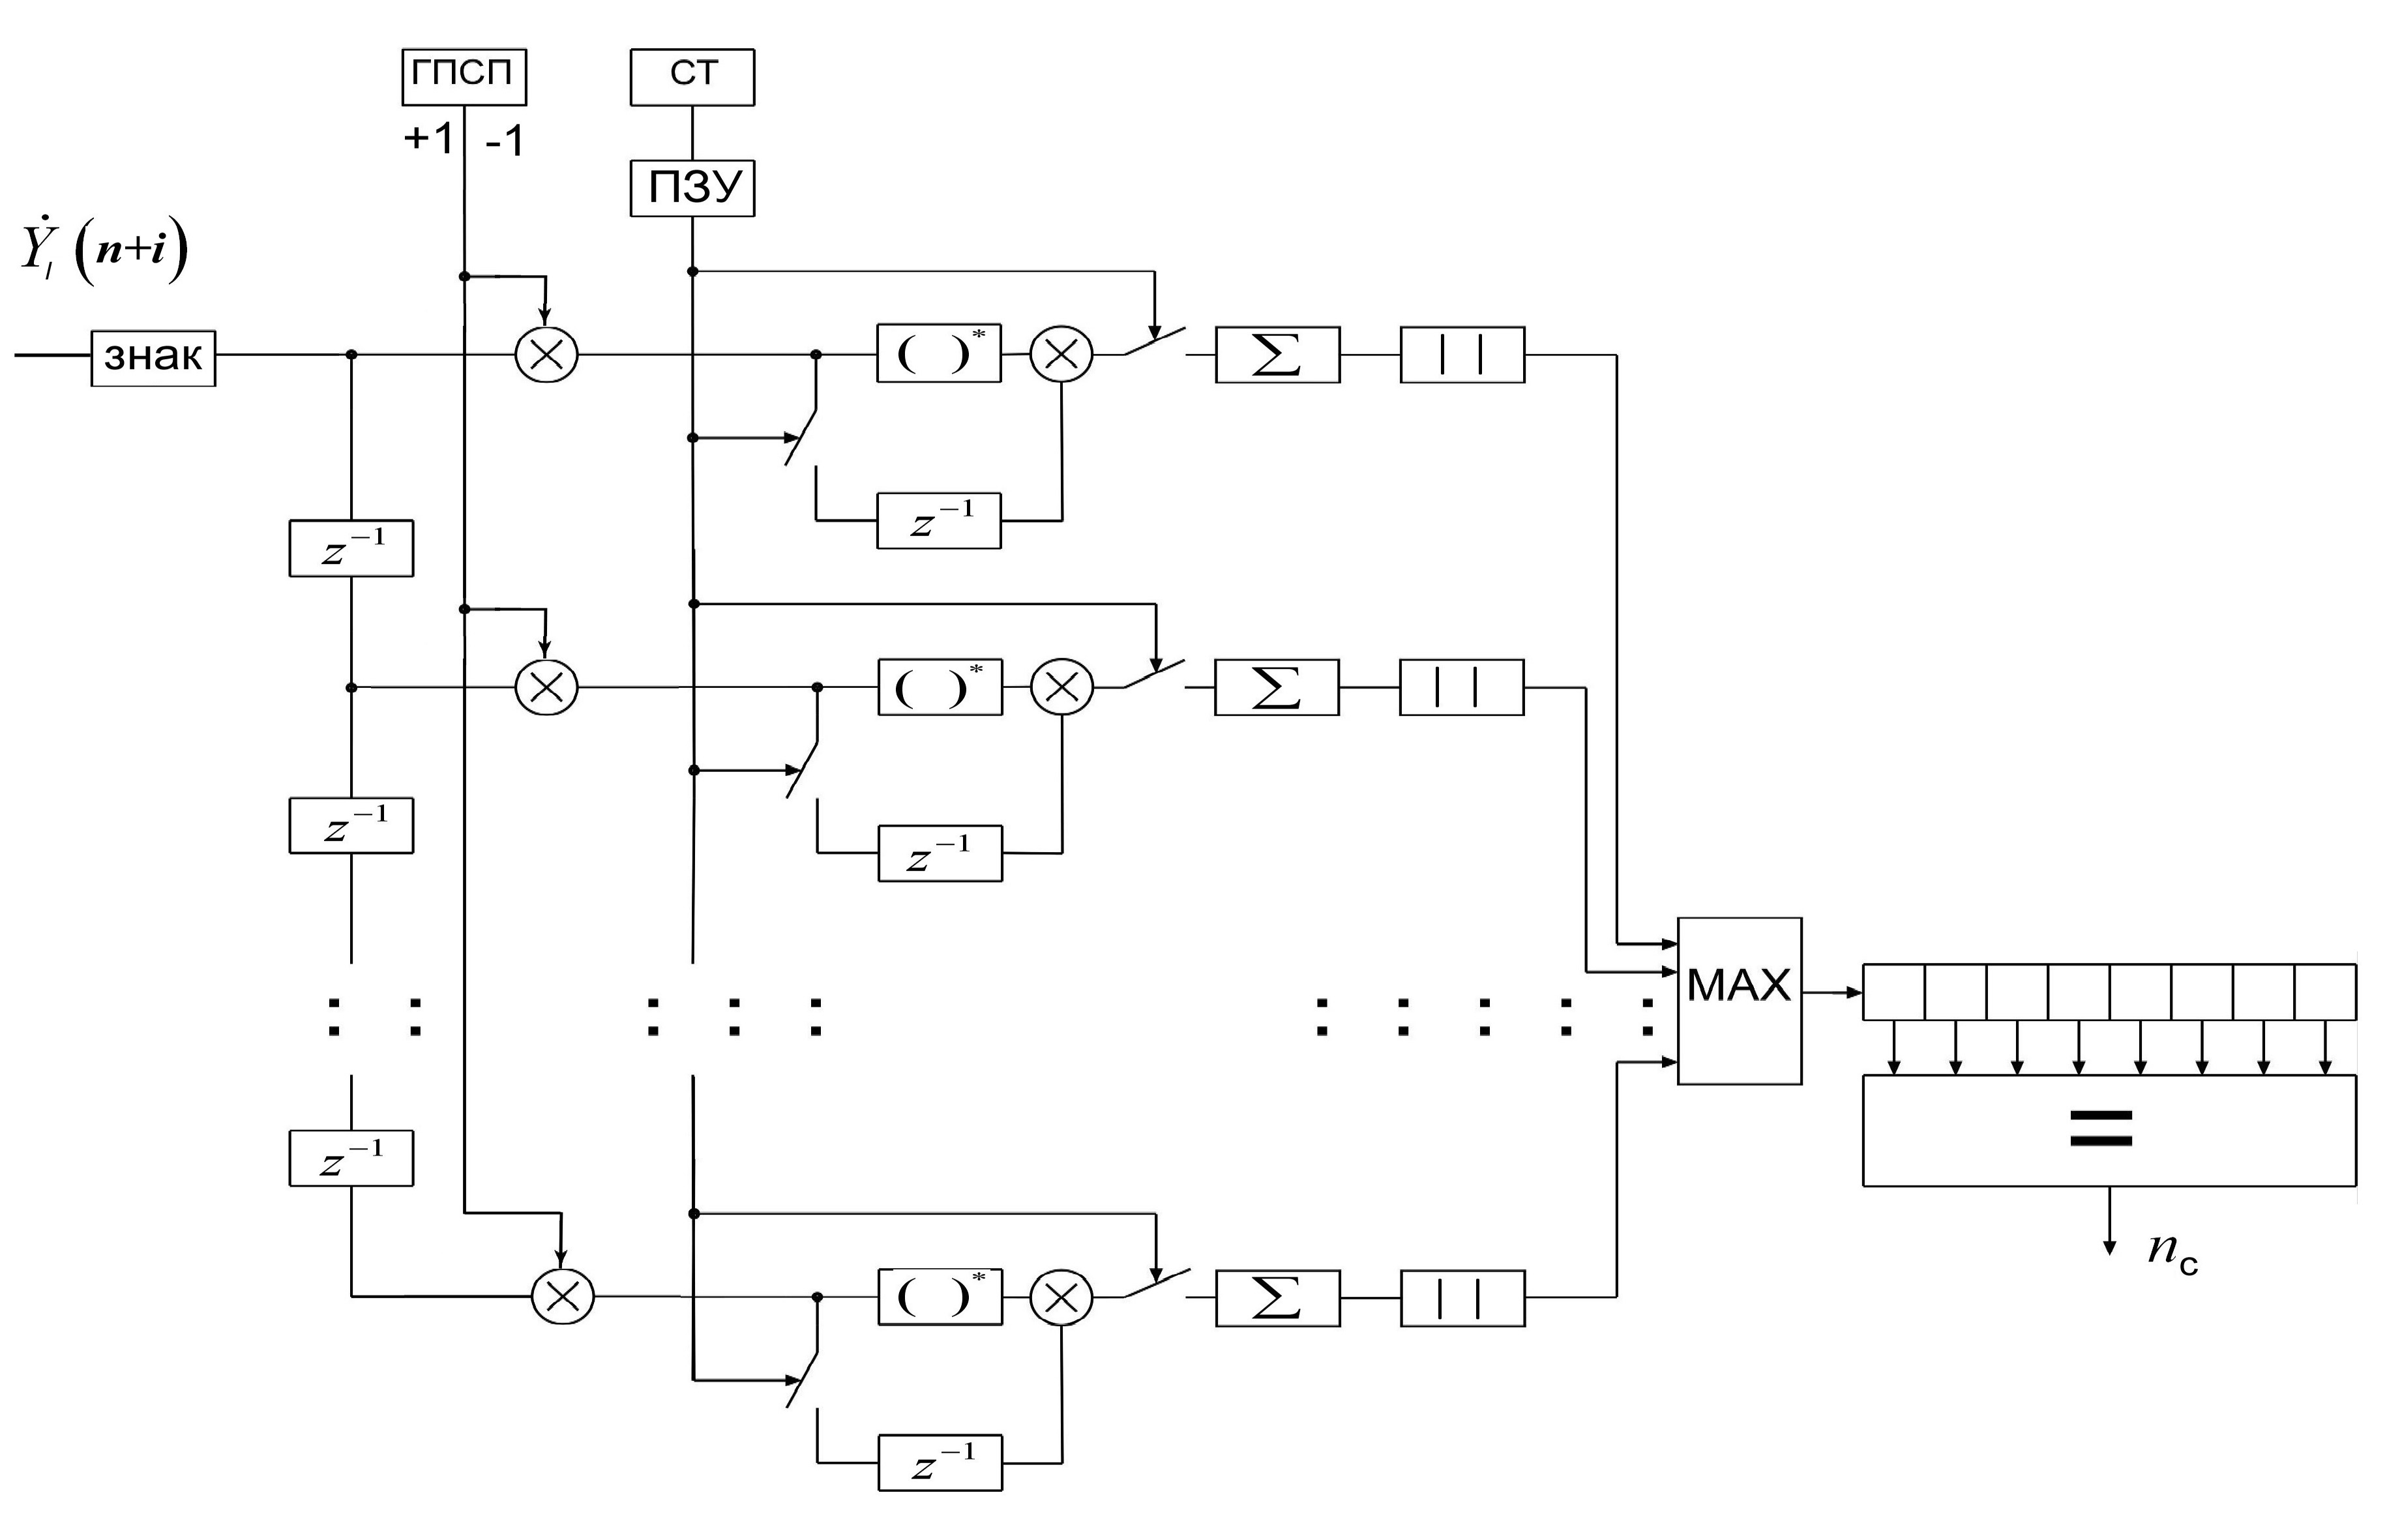 ГПСП
СТ
+1 -1
ПЗУ
Ẏ_l (n+i)
знак
( )*
Σ
| |
z⁻¹
z⁻¹
( )*
Σ
| |
z⁻¹
z⁻¹
MAX
=
z⁻¹
n_c
( )*
Σ
| |
z⁻¹